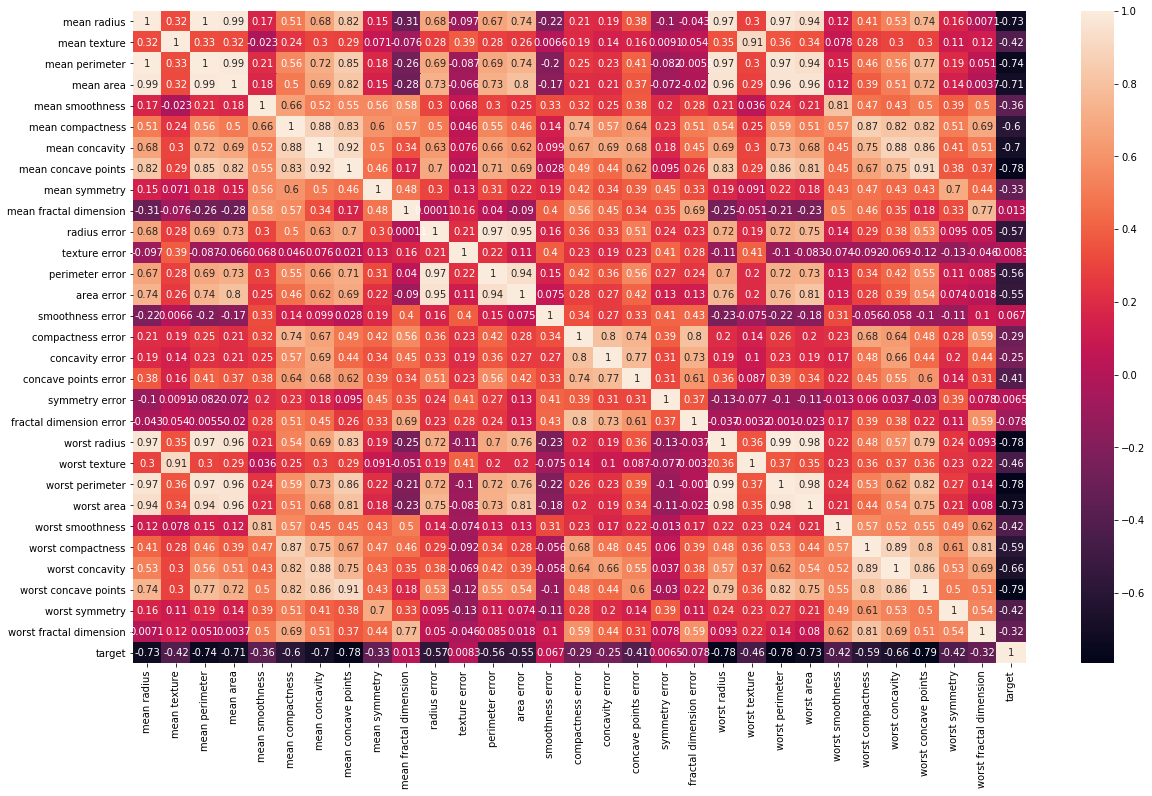 mean radius 1 0.32 1 0.99 0.17 0.51 0.68 0.82 0.15 -0.31 0.68 -0.097 0.67 0.74 -0.22 0.21 0.19 0.38 -0.1 -0.043 0.97 0.3 0.97 0.94 0.12 0.41 0.53 0.74 0.16 0.0071 -0.73
mean texture 0.32 1 0.33 0.32 -0.023 0.24 0.3 0.29 0.071 -0.076 0.28 0.39 0.28 0.26 0.0066 0.19 0.14 0.16 0.0091 0.054 0.35 0.91 0.36 0.34 0.078 0.28 0.3 0.3 0.11 0.12 -0.42
mean perimeter 1 0.33 1 0.99 0.21 0.56 0.72 0.85 0.18 -0.26 0.69 -0.087 0.69 0.74 -0.2 0.25 0.23 0.41 -0.082 -0.0055 0.97 0.3 0.97 0.94 0.15 0.46 0.56 0.77 0.19 0.051 -0.74
mean area 0.99 0.32 0.99 1 0.18 0.5 0.69 0.82 0.15 -0.28 0.73 -0.066 0.73 0.8 -0.17 0.21 0.21 0.37 -0.072 -0.02 0.96 0.29 0.96 0.96 0.12 0.39 0.51 0.72 0.14 0.0037 -0.71
mean smoothness 0.17 -0.023 0.21 0.18 1 0.66 0.52 0.55 0.56 0.58 0.3 0.068 0.3 0.25 0.33 0.32 0.25 0.38 0.2 0.28 0.21 0.036 0.24 0.21 0.81 0.47 0.43 0.5 0.39 0.5 -0.36
mean compactness 0.51 0.24 0.56 0.5 0.66 1 0.88 0.83 0.6 0.57 0.5 0.046 0.55 0.46 0.14 0.74 0.57 0.64 0.23 0.51 0.54 0.25 0.59 0.51 0.57 0.87 0.82 0.82 0.51 0.69 -0.6
mean concavity 0.68 0.3 0.72 0.69 0.52 0.88 1 0.92 0.5 0.34 0.63 0.076 0.66 0.62 0.099 0.67 0.69 0.68 0.18 0.45 0.69 0.3 0.73 0.68 0.45 0.75 0.88 0.86 0.41 0.51 -0.7
mean concave points 0.82 0.29 0.85 0.82 0.55 0.83 0.92 1 0.46 0.17 0.7 0.021 0.71 0.69 0.028 0.49 0.44 0.62 0.095 0.26 0.83 0.29 0.86 0.81 0.45 0.67 0.75 0.91 0.38 0.37 -0.78
mean symmetry 0.15 0.071 0.18 0.15 0.56 0.6 0.5 0.46 1 0.48 0.3 0.13 0.31 0.22 0.19 0.42 0.34 0.39 0.45 0.33 0.19 0.091 0.22 0.18 0.43 0.47 0.43 0.43 0.7 0.44 -0.33
mean fractal dimension -0.31 -0.076 -0.26 -0.28 0.58 0.57 0.34 0.17 0.48 1 0.00011 0.16 0.04 -0.09 0.4 0.56 0.45 0.34 0.35 0.69 -0.25 -0.051 -0.21 -0.23 0.5 0.46 0.35 0.18 0.33 0.77 0.013
radius error 0.68 0.28 0.69 0.73 0.3 0.5 0.63 0.7 0.3 0.00011 1 0.21 0.97 0.95 0.16 0.36 0.33 0.51 0.24 0.23 0.72 0.19 0.72 0.75 0.14 0.29 0.38 0.53 0.095 0.05 -0.57
texture error -0.097 0.39 -0.087 -0.066 0.068 0.046 0.076 0.021 0.13 0.16 0.21 1 0.22 0.11 0.4 0.23 0.19 0.23 0.41 0.28 -0.11 0.41 -0.1 -0.083 -0.074 -0.092 -0.069 -0.12 -0.13 -0.046 0.0083
perimeter error 0.67 0.28 0.69 0.73 0.3 0.55 0.66 0.71 0.31 0.04 0.97 0.22 1 0.94 0.15 0.42 0.36 0.56 0.27 0.24 0.7 0.2 0.72 0.73 0.13 0.34 0.42 0.55 0.11 0.085 -0.56
area error 0.74 0.26 0.74 0.8 0.25 0.46 0.62 0.69 0.22 -0.09 0.95 0.11 0.94 1 0.075 0.28 0.27 0.42 0.13 0.13 0.76 0.2 0.76 0.81 0.13 0.28 0.39 0.54 0.074 0.018 -0.55
smoothness error -0.22 0.0066 -0.2 -0.17 0.33 0.14 0.099 0.028 0.19 0.4 0.16 0.4 0.15 0.075 1 0.34 0.27 0.33 0.41 0.43 -0.23 -0.075 -0.22 -0.18 0.31 -0.056 -0.058 -0.1 -0.11 0.1 0.067
compactness error 0.21 0.19 0.25 0.21 0.32 0.74 0.67 0.49 0.42 0.56 0.36 0.23 0.42 0.28 0.34 1 0.8 0.74 0.39 0.8 0.2 0.14 0.26 0.2 0.23 0.68 0.64 0.48 0.28 0.59 -0.29
concavity error 0.19 0.14 0.23 0.21 0.25 0.57 0.69 0.44 0.34 0.45 0.33 0.19 0.36 0.27 0.27 0.8 1 0.77 0.31 0.73 0.19 0.1 0.23 0.19 0.17 0.48 0.66 0.44 0.2 0.44 -0.25
concave points error 0.38 0.16 0.41 0.37 0.38 0.64 0.68 0.62 0.39 0.34 0.51 0.23 0.56 0.42 0.33 0.74 0.77 1 0.31 0.61 0.36 0.087 0.39 0.34 0.22 0.45 0.55 0.6 0.14 0.31 -0.41
symmetry error -0.1 0.0091 -0.082 -0.072 0.2 0.23 0.18 0.095 0.45 0.35 0.24 0.41 0.27 0.13 0.41 0.39 0.31 0.31 1 0.37 -0.13 -0.077 -0.1 -0.11 -0.013 0.06 0.037 -0.03 0.39 0.078 0.0065
fractal dimension error -0.043 0.054 -0.0055 -0.02 0.28 0.51 0.45 0.26 0.33 0.69 0.23 0.28 0.24 0.13 0.43 0.8 0.73 0.61 0.37 1 -0.037 -0.0032 -0.001 -0.023 0.17 0.39 0.38 0.22 0.11 0.59 -0.078
worst radius 0.97 0.35 0.97 0.96 0.21 0.54 0.69 0.83 0.19 -0.25 0.72 -0.11 0.7 0.76 -0.23 0.2 0.19 0.36 -0.13 -0.037 1 0.36 0.99 0.98 0.22 0.48 0.57 0.79 0.24 0.093 -0.78
worst texture 0.3 0.91 0.3 0.29 0.036 0.25 0.3 0.29 0.091 -0.051 0.19 0.41 0.2 0.2 -0.075 0.14 0.1 0.087 -0.077 -0.0032 0.36 1 0.37 0.35 0.23 0.36 0.37 0.36 0.23 0.22 -0.46
worst perimeter 0.97 0.36 0.97 0.96 0.24 0.59 0.73 0.86 0.22 -0.21 0.72 -0.1 0.72 0.76 -0.22 0.26 0.23 0.39 -0.1 -0.001 0.99 0.37 1 0.98 0.24 0.53 0.62 0.82 0.27 0.14 -0.78
worst area 0.94 0.34 0.94 0.96 0.21 0.51 0.68 0.81 0.18 -0.23 0.75 -0.083 0.73 0.81 -0.18 0.2 0.19 0.34 -0.11 -0.023 0.98 0.35 0.98 1 0.21 0.44 0.54 0.75 0.21 0.08 -0.73
worst smoothness 0.12 0.078 0.15 0.12 0.81 0.57 0.45 0.45 0.43 0.5 0.14 -0.074 0.13 0.13 0.31 0.23 0.17 0.22 -0.013 0.17 0.22 0.23 0.24 0.21 1 0.57 0.52 0.55 0.49 0.62 -0.42
worst compactness 0.41 0.28 0.46 0.39 0.47 0.87 0.75 0.67 0.47 0.46 0.29 -0.092 0.34 0.28 -0.056 0.68 0.48 0.45 0.06 0.39 0.48 0.36 0.53 0.44 0.57 1 0.89 0.8 0.61 0.81 -0.59
worst concavity 0.53 0.3 0.56 0.51 0.43 0.82 0.88 0.75 0.43 0.35 0.38 -0.069 0.42 0.39 -0.058 0.64 0.66 0.55 0.037 0.38 0.57 0.37 0.62 0.54 0.52 0.89 1 0.86 0.53 0.69 -0.66
worst concave points 0.74 0.3 0.77 0.72 0.5 0.82 0.86 0.91 0.43 0.18 0.53 -0.12 0.55 0.54 -0.1 0.48 0.44 0.6 -0.03 0.22 0.79 0.36 0.82 0.75 0.55 0.8 0.86 1 0.5 0.51 -0.79
worst symmetry 0.16 0.11 0.19 0.14 0.39 0.51 0.41 0.38 0.7 0.33 0.095 -0.13 0.11 0.074 -0.11 0.28 0.2 0.14 0.39 0.11 0.24 0.23 0.27 0.21 0.49 0.61 0.53 0.5 1 0.54 -0.42
worst fractal dimension 0.0071 0.12 0.051 0.0037 0.5 0.69 0.51 0.37 0.44 0.77 0.05 -0.046 0.085 0.018 0.1 0.59 0.44 0.31 0.078 0.59 0.093 0.22 0.14 0.08 0.62 0.81 0.69 0.51 0.54 1 -0.32
target -0.73 -0.42 -0.74 -0.71 -0.36 -0.6 -0.7 -0.78 -0.33 0.013 -0.57 0.0083 -0.56 -0.55 0.067 -0.29 -0.25 -0.41 0.0065 -0.078 -0.78 -0.46 -0.78 -0.73 -0.42 -0.59 -0.66 -0.79 -0.42 -0.32 1
mean radius
mean texture
mean perimeter
mean area
mean smoothness
mean compactness
mean concavity
mean concave points
mean symmetry
mean fractal dimension
radius error
texture error
perimeter error
area error
smoothness error
compactness error
concavity error
concave points error
symmetry error
fractal dimension error
worst radius
worst texture
worst perimeter
worst area
worst smoothness
worst compactness
worst concavity
worst concave points
worst symmetry
worst fractal dimension
target
1.0
0.8
0.6
0.4
0.2
0.0
−0.2
−0.4
−0.6